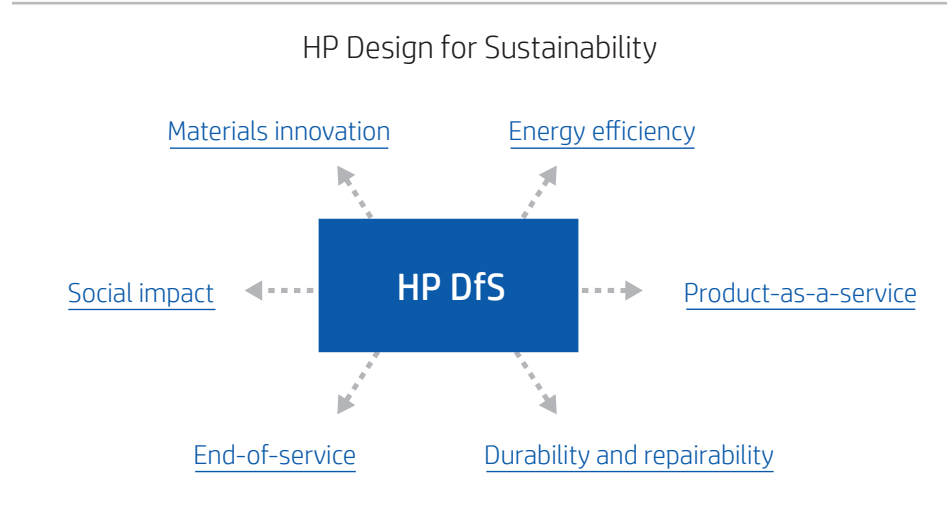 HP Design for Sustainability
Materials innovation
Energy efficiency
Social impact
HP DfS
Product-as-a-service
End-of-service
Durability and repairability